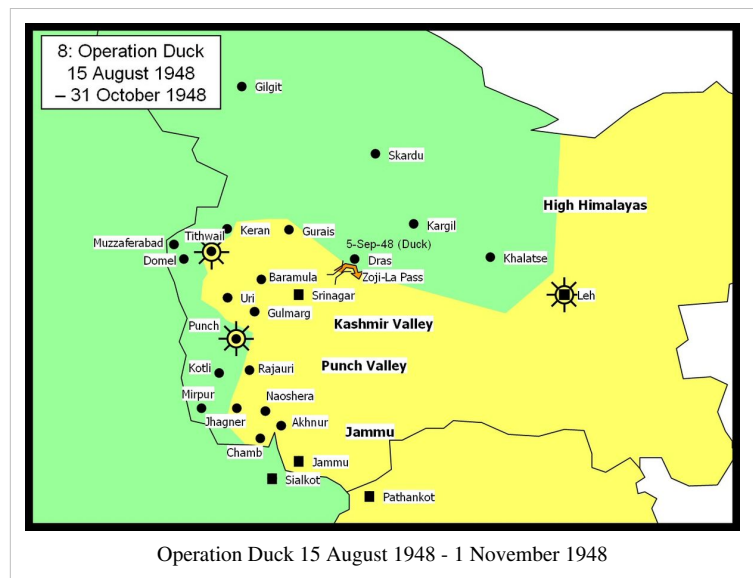 8: Operation Duck
15 August 1948
– 31 October 1948
Gilgit
Skardu
High Himalayas
Kargil
Keran
Gurais
Tithwail
5-Sep-48 (Duck)
Muzzaferabad
Domel
Dras
Khalatse
Zoji-La Pass
Baramula
Srinagar
Leh
Uri
Gulmarg
Kashmir Valley
Punch
Punch Valley
Kotli
Rajauri
Mirpur
Naoshera
Jhagner
Akhnur
Jammu
Chamb
Jammu
Sialkot
Pathankot
Operation Duck 15 August 1948 - 1 November 1948